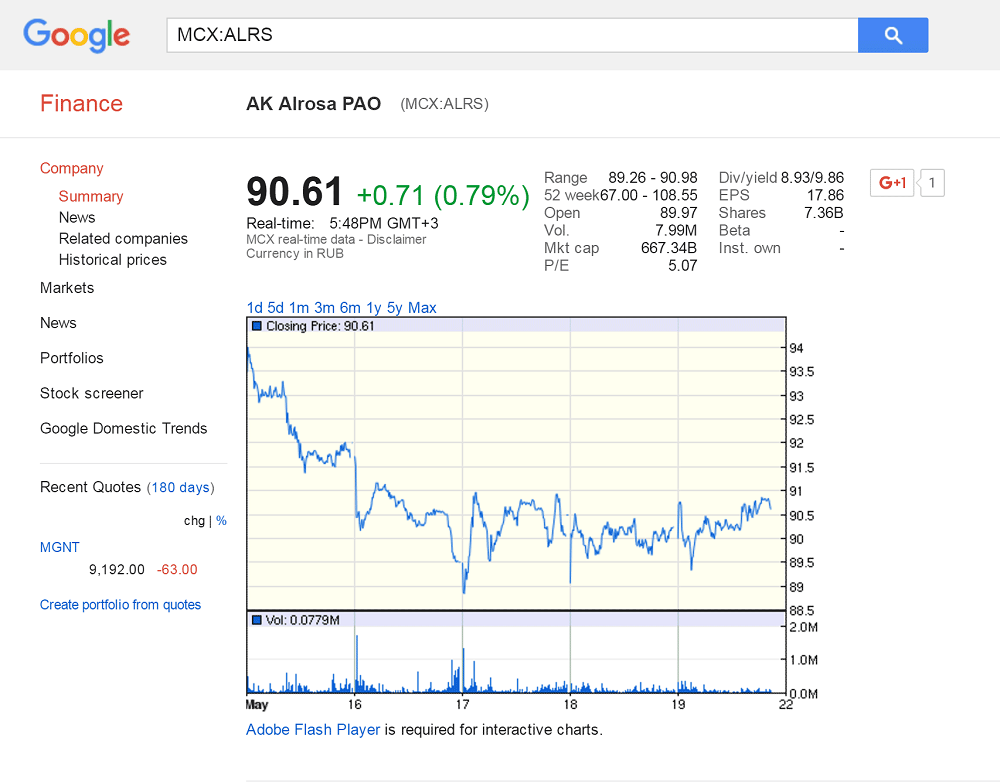 Google
MCX:ALRS
Finance
AK Alrosa PAO (MCX:ALRS)
Company
Summary
News
Related companies
Historical prices
Markets
News
Portfolios
Stock screener
Google Domestic Trends
Recent Quotes (180 days)
chg | %
MGNT
9,192.00 -63.00
Create portfolio from quotes
90.61 +0.71 (0.79%)
Real-time: 5:48PM GMT+3
MCX real-time data - Disclaimer
Currency in RUB
Range 89.26 - 90.98
52 week 67.00 - 108.55
Open 89.97
Vol. 7.99M
Mkt cap 667.34B
P/E 5.07
Div/yield 8.93/9.86
EPS 17.86
Shares 7.36B
Beta -
Inst. own -
G+1 1
1d 5d 1m 3m 6m 1y 5y Max
Closing Price: 90.61
94
93.5
93
92.5
92
91.5
91
90.5
90
89.5
89
88.5
Vol: 0.0779M
2.0M
1.0M
0.0M
May 16 17 18 19 22
Adobe Flash Player is required for interactive charts.